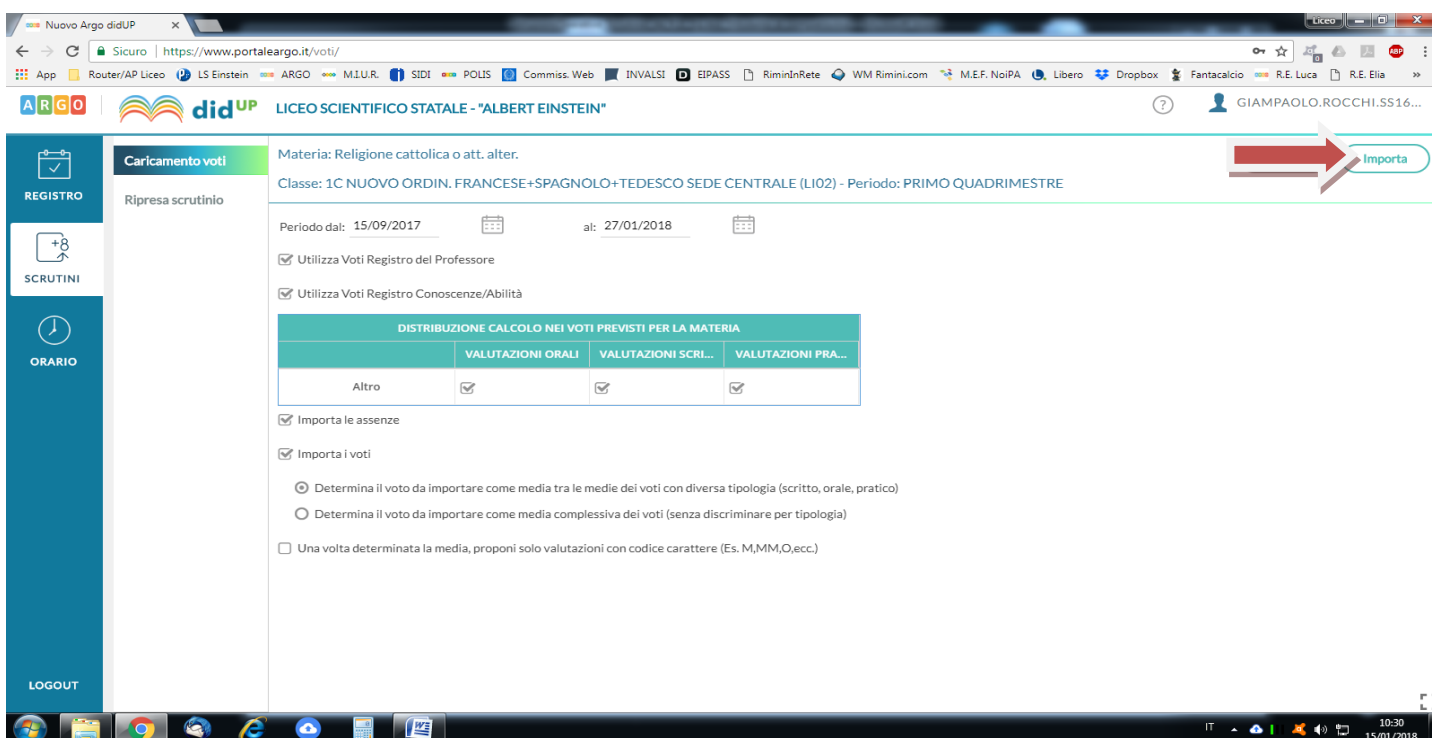 Nuovo Argo didUP
Liceo
Sicuro | https://www.portaleargo.it/voti/
App Router/AP Liceo LS Einstein ARGO M.I.U.R. SIDI POLIS Commiss. Web INVALSI EIPASS RiminInRete WM Rimini.com M.E.F. NoiPA Libero Dropbox Fantacalcio R.E. Luca R.E. Elia »
ARGO didUP LICEO SCIENTIFICO STATALE - "ALBERT EINSTEIN" ? GIAMPAOLO.ROCCHI.SS16...
REGISTRO
SCRUTINI
ORARIO
LOGOUT
Caricamento voti
Ripresa scrutinio
Materia: Religione cattolica o att. alter.
Importa
Classe: 1C NUOVO ORDIN. FRANCESE+SPAGNOLO+TEDESCO SEDE CENTRALE (LI02) - Periodo: PRIMO QUADRIMESTRE
Periodo dal: 15/09/2017 al: 27/01/2018
Utilizza Voti Registro del Professore
Utilizza Voti Registro Conoscenze/Abilità
DISTRIBUZIONE CALCOLO NEI VOTI PREVISTI PER LA MATERIA
VALUTAZIONI ORALI VALUTAZIONI SCRI... VALUTAZIONI PRA...
Altro
Importa le assenze
Importa i voti
Determina il voto da importare come media tra le medie dei voti con diversa tipologia (scritto, orale, pratico)
Determina il voto da importare come media complessiva dei voti (senza discriminare per tipologia)
Una volta determinata la media, proponi solo valutazioni con codice carattere (Es. M,MM,O,ecc.)
IT 10:30
15/01/2018